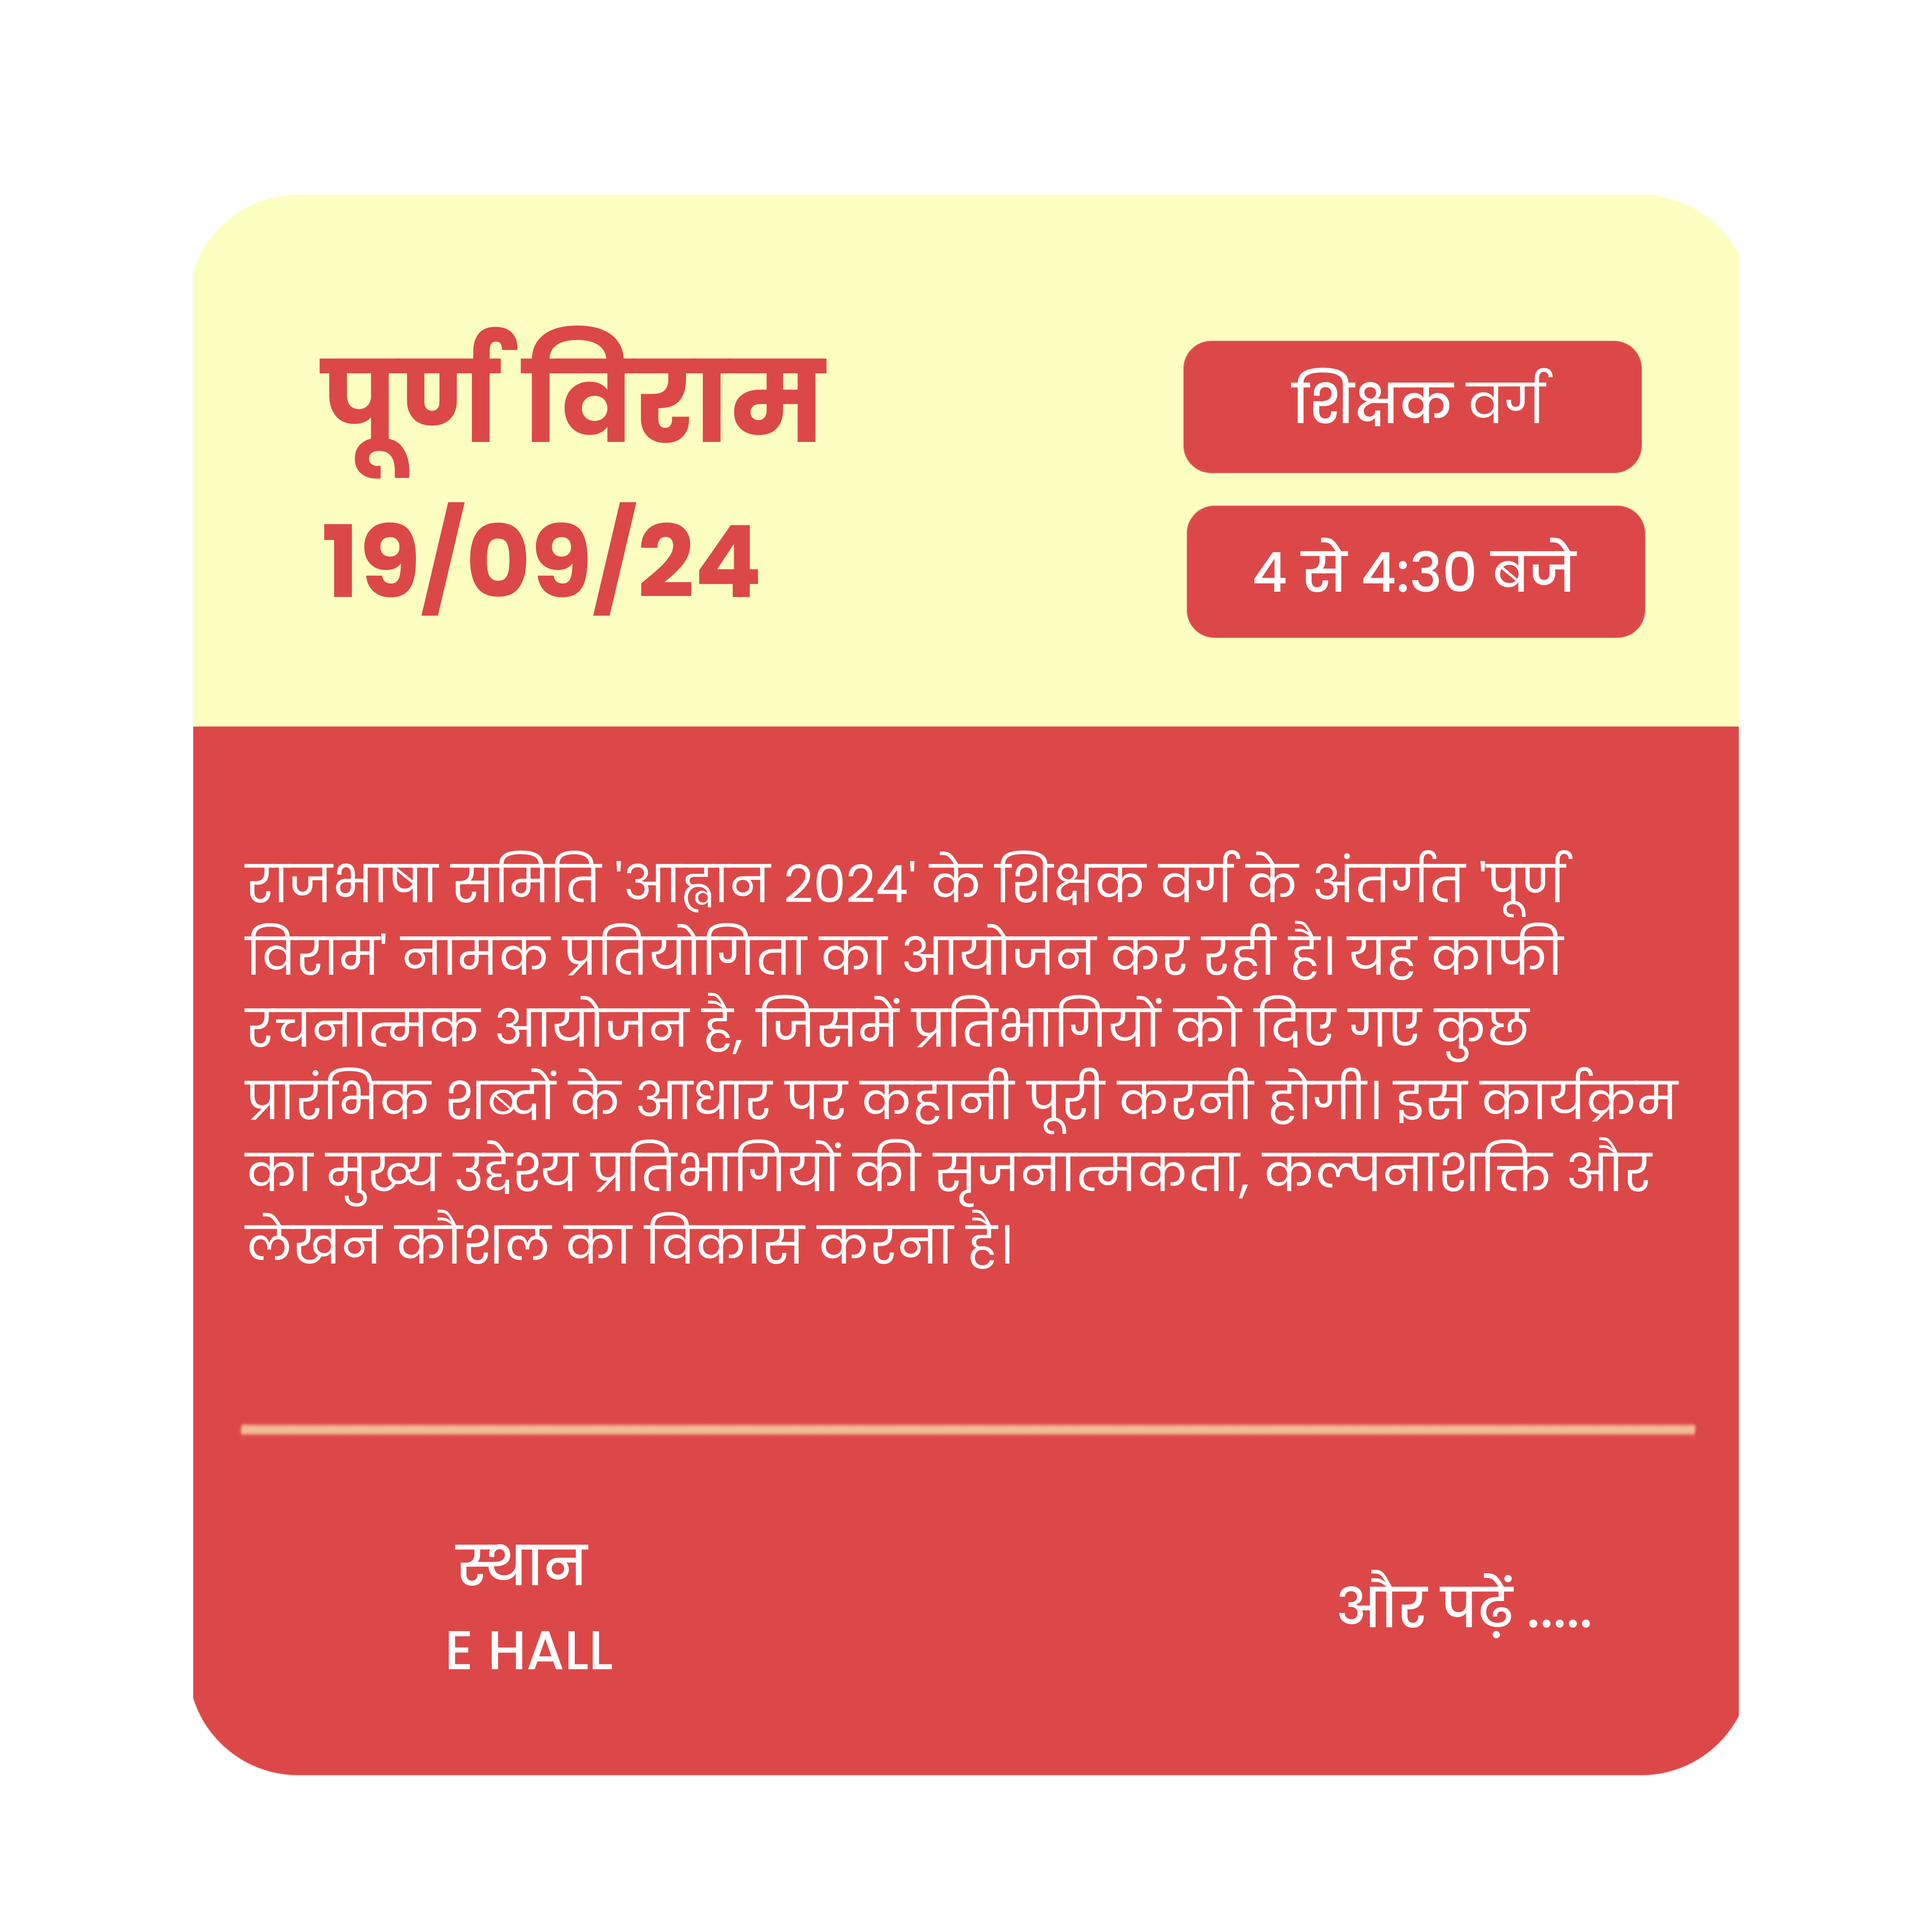 पूर्ण विराम
19/09/24
शिक्षक वर्ग
4 से 4:30 बजे
राजभाषा समिति 'आह्वान 2024' के शिक्षक वर्ग के अंतर्गत 'पूर्ण
विराम' नामक प्रतियोगिता का आयोजन कर रही है। यह काफी
रचनात्मक आयोजन है, जिसमें प्रतिभागियों को दिए गए कुछ
प्रारंभिक शब्दों के आधार पर कहानी पूरी करनी होगी। इस कार्यक्रम
का मुख्य उद्देश्य प्रतिभागियों की सृजनात्मकता, कल्पनाशक्ति और
लेखन कौशल का विकास करना है।
स्थान
E HALL
और पढ़ें .....